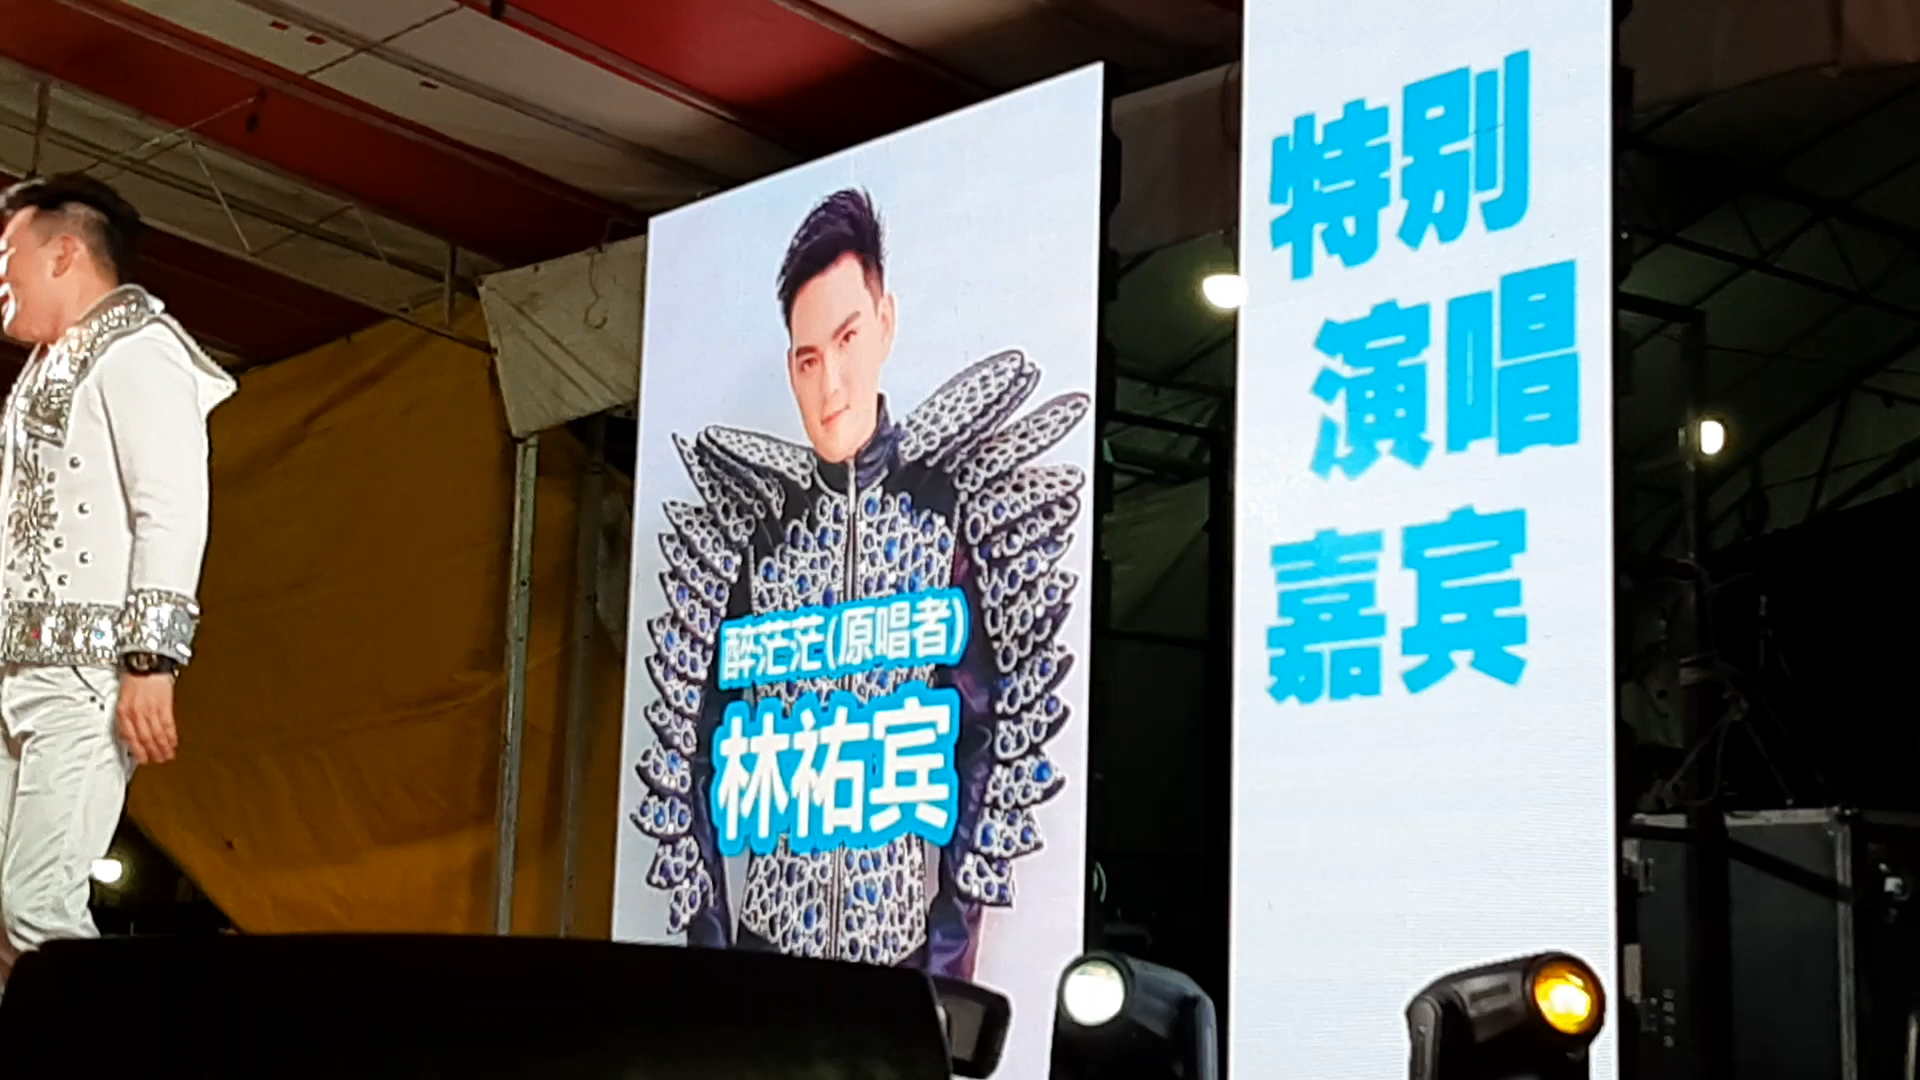 醉茫茫(原唱者)
林祐宾
特别
演唱
嘉宾